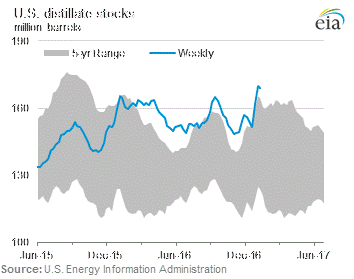 U.S. distillate stocks
million barrels
eia
5-yr Range
Weekly
190
160
130
100
Jun-15
Dec-15
Jun-16
Dec-16
Jun-17
Source: U.S. Energy Information Administration